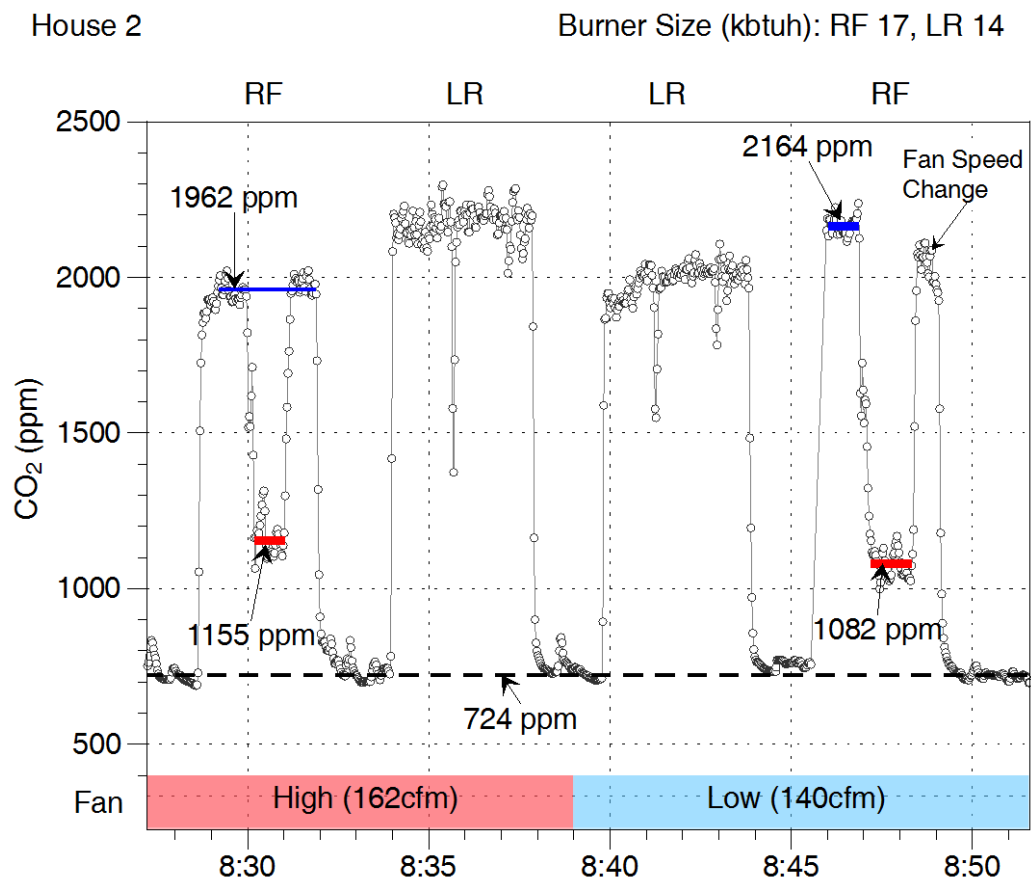 House 2
Burner Size (kbtuh): RF 17, LR 14
RF LR LR RF
2500
2164 ppm
Fan Speed
Change
1962 ppm
2000
1500
CO₂ (ppm)
1000
1155 ppm
1082 ppm
724 ppm
500
Fan
High (162cfm)
Low (140cfm)
8:30 8:35 8:40 8:45 8:50